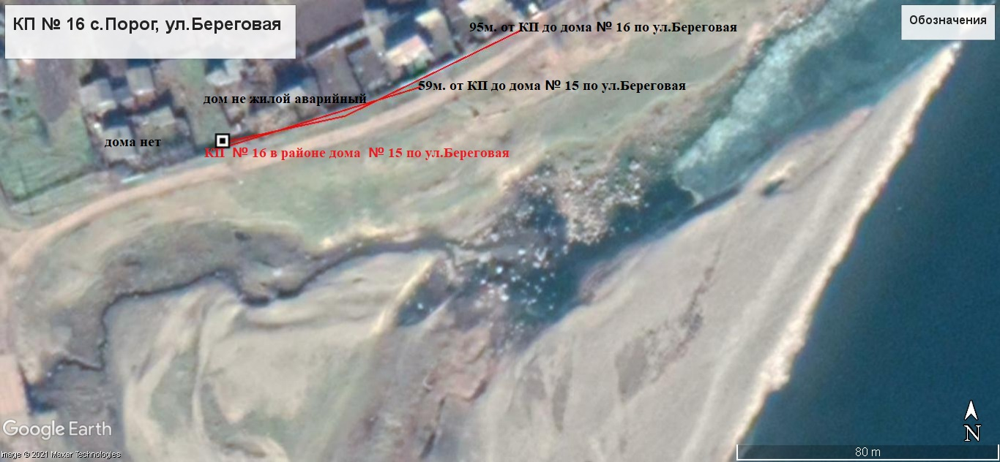 КП № 16 с.Порог, ул.Береговая
Обозначения
95м. от КП до дома № 16 по ул.Береговая
59м. от КП до дома № 15 по ул.Береговая
дом не жилой аварийный
дома нет
КП № 16 в районе дома № 15 по ул.Береговая
Google Earth
Image © 2021 Maxar Technologies
N
80 m